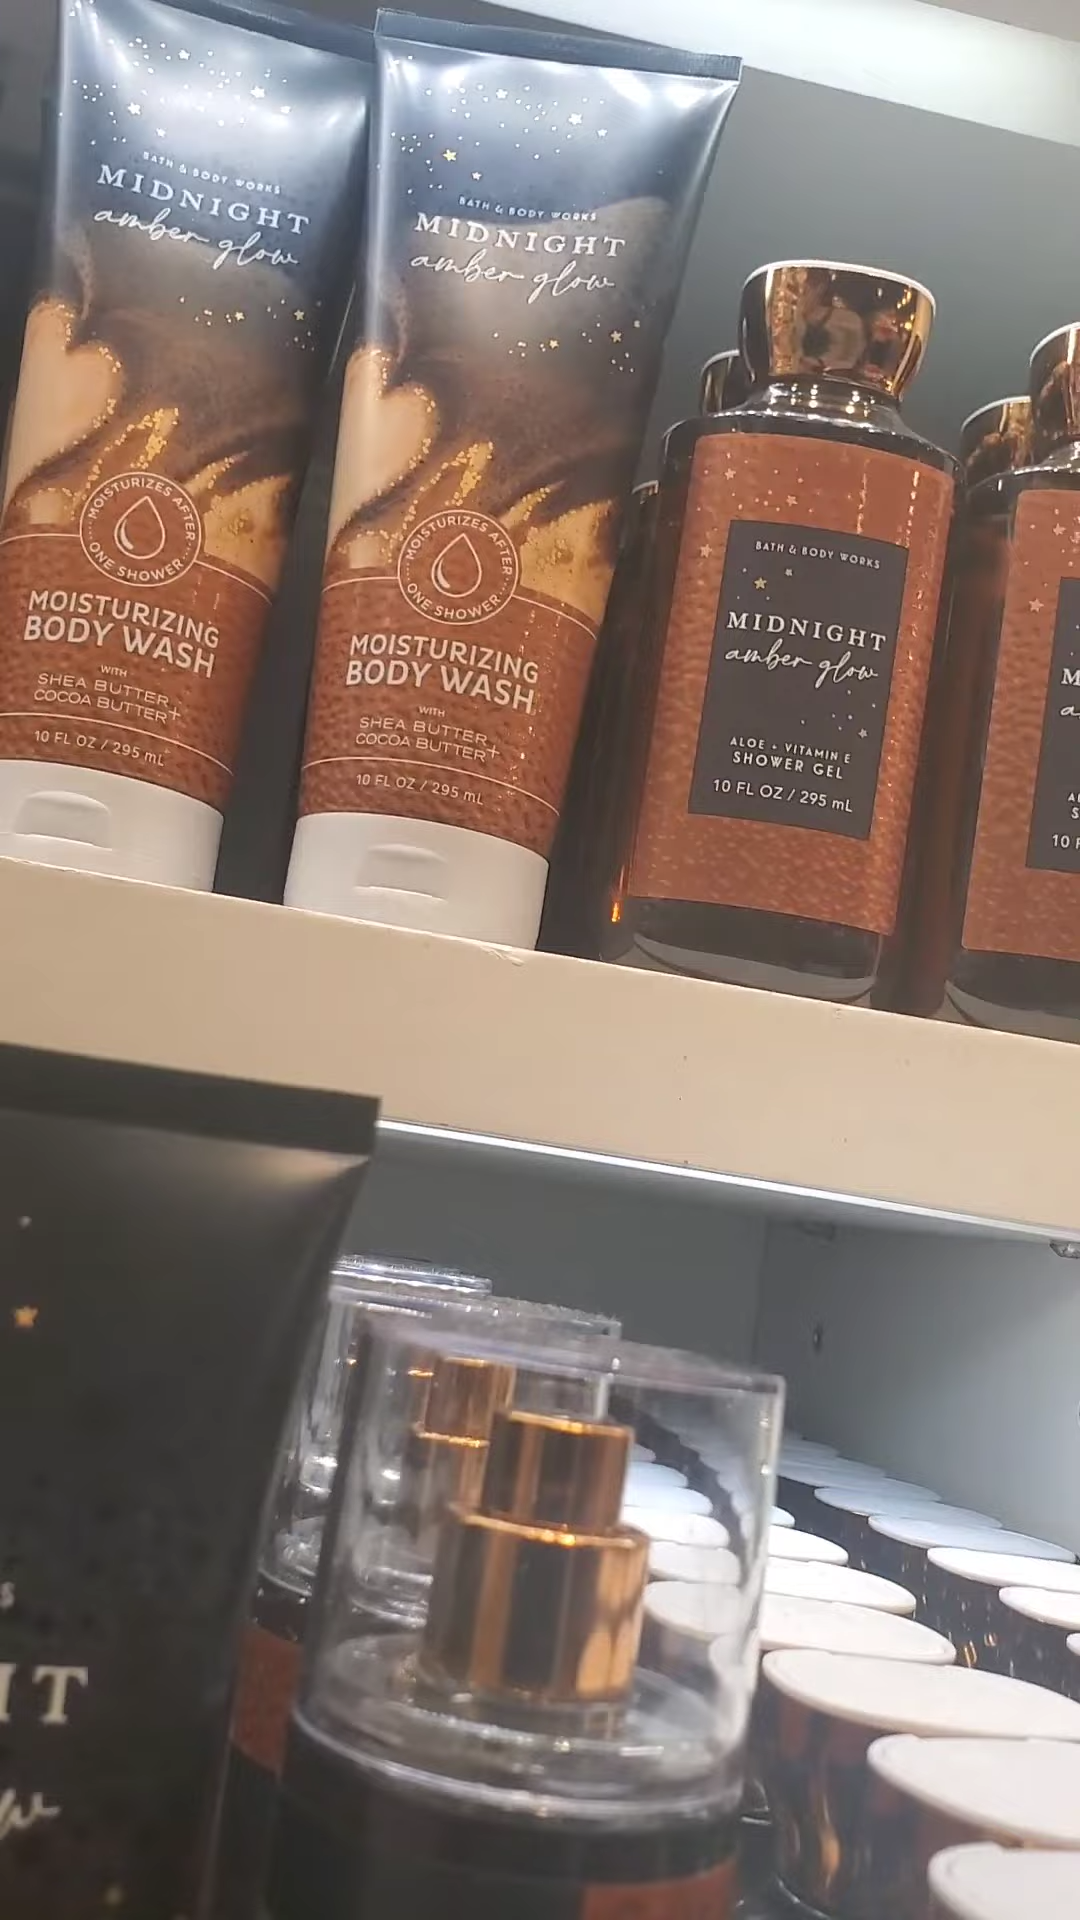 BATH & BODY WORKS
MIDNIGHT
amber glow
MOISTURIZES AFTER
ONE SHOWER
MOISTURIZING
BODY WASH
WITH
SHEA BUTTER +
COCOA BUTTER
10 FL OZ / 295 mL
BATH & BODY WORKS
MIDNIGHT
amber glow
MOISTURIZES AFTER
ONE SHOWER
MOISTURIZING
BODY WASH
WITH
SHEA BUTTER +
COCOA BUTTER
10 FL OZ / 295 mL
BATH & BODY WORKS
MIDNIGHT
amber glow
ALOE • VITAMIN E
SHOWER GEL
10 FL OZ / 295 mL